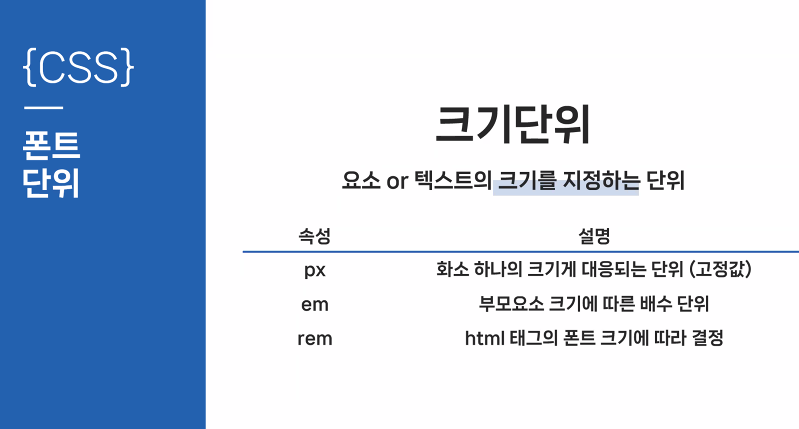 {CSS}
폰트
단위
크기단위
요소 or 텍스트의 크기를 지정하는 단위
속성 설명
px 화소 하나의 크기게 대응되는 단위 (고정값)
em 부모요소 크기에 따른 배수 단위
rem html 태그의 폰트 크기에 따라 결정